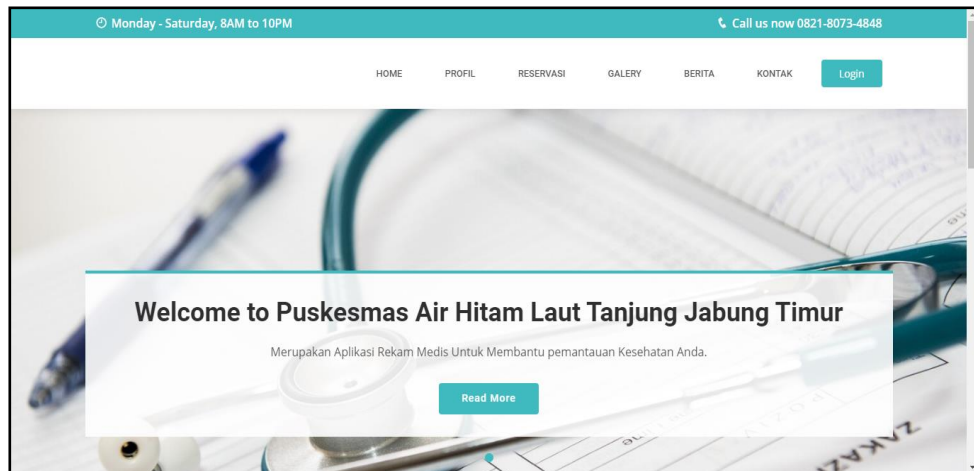 Monday - Saturday, 8AM to 10PM
Call us now 0821-8073-4848
HOME PROFIL RESERVASI GALERY BERITA KONTAK Login
Welcome to Puskesmas Air Hitam Laut Tanjung Jabung Timur
Merupakan Aplikasi Rekam Medis Untuk Membantu pemantauan Kesehatan Anda.
Read More
ZAKAZ